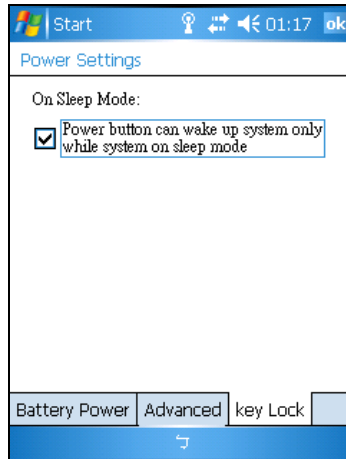 Start 01:17 ok
Power Settings
On Sleep Mode:
Power button can wake up system only
while system on sleep mode
Battery Power Advanced key Lock